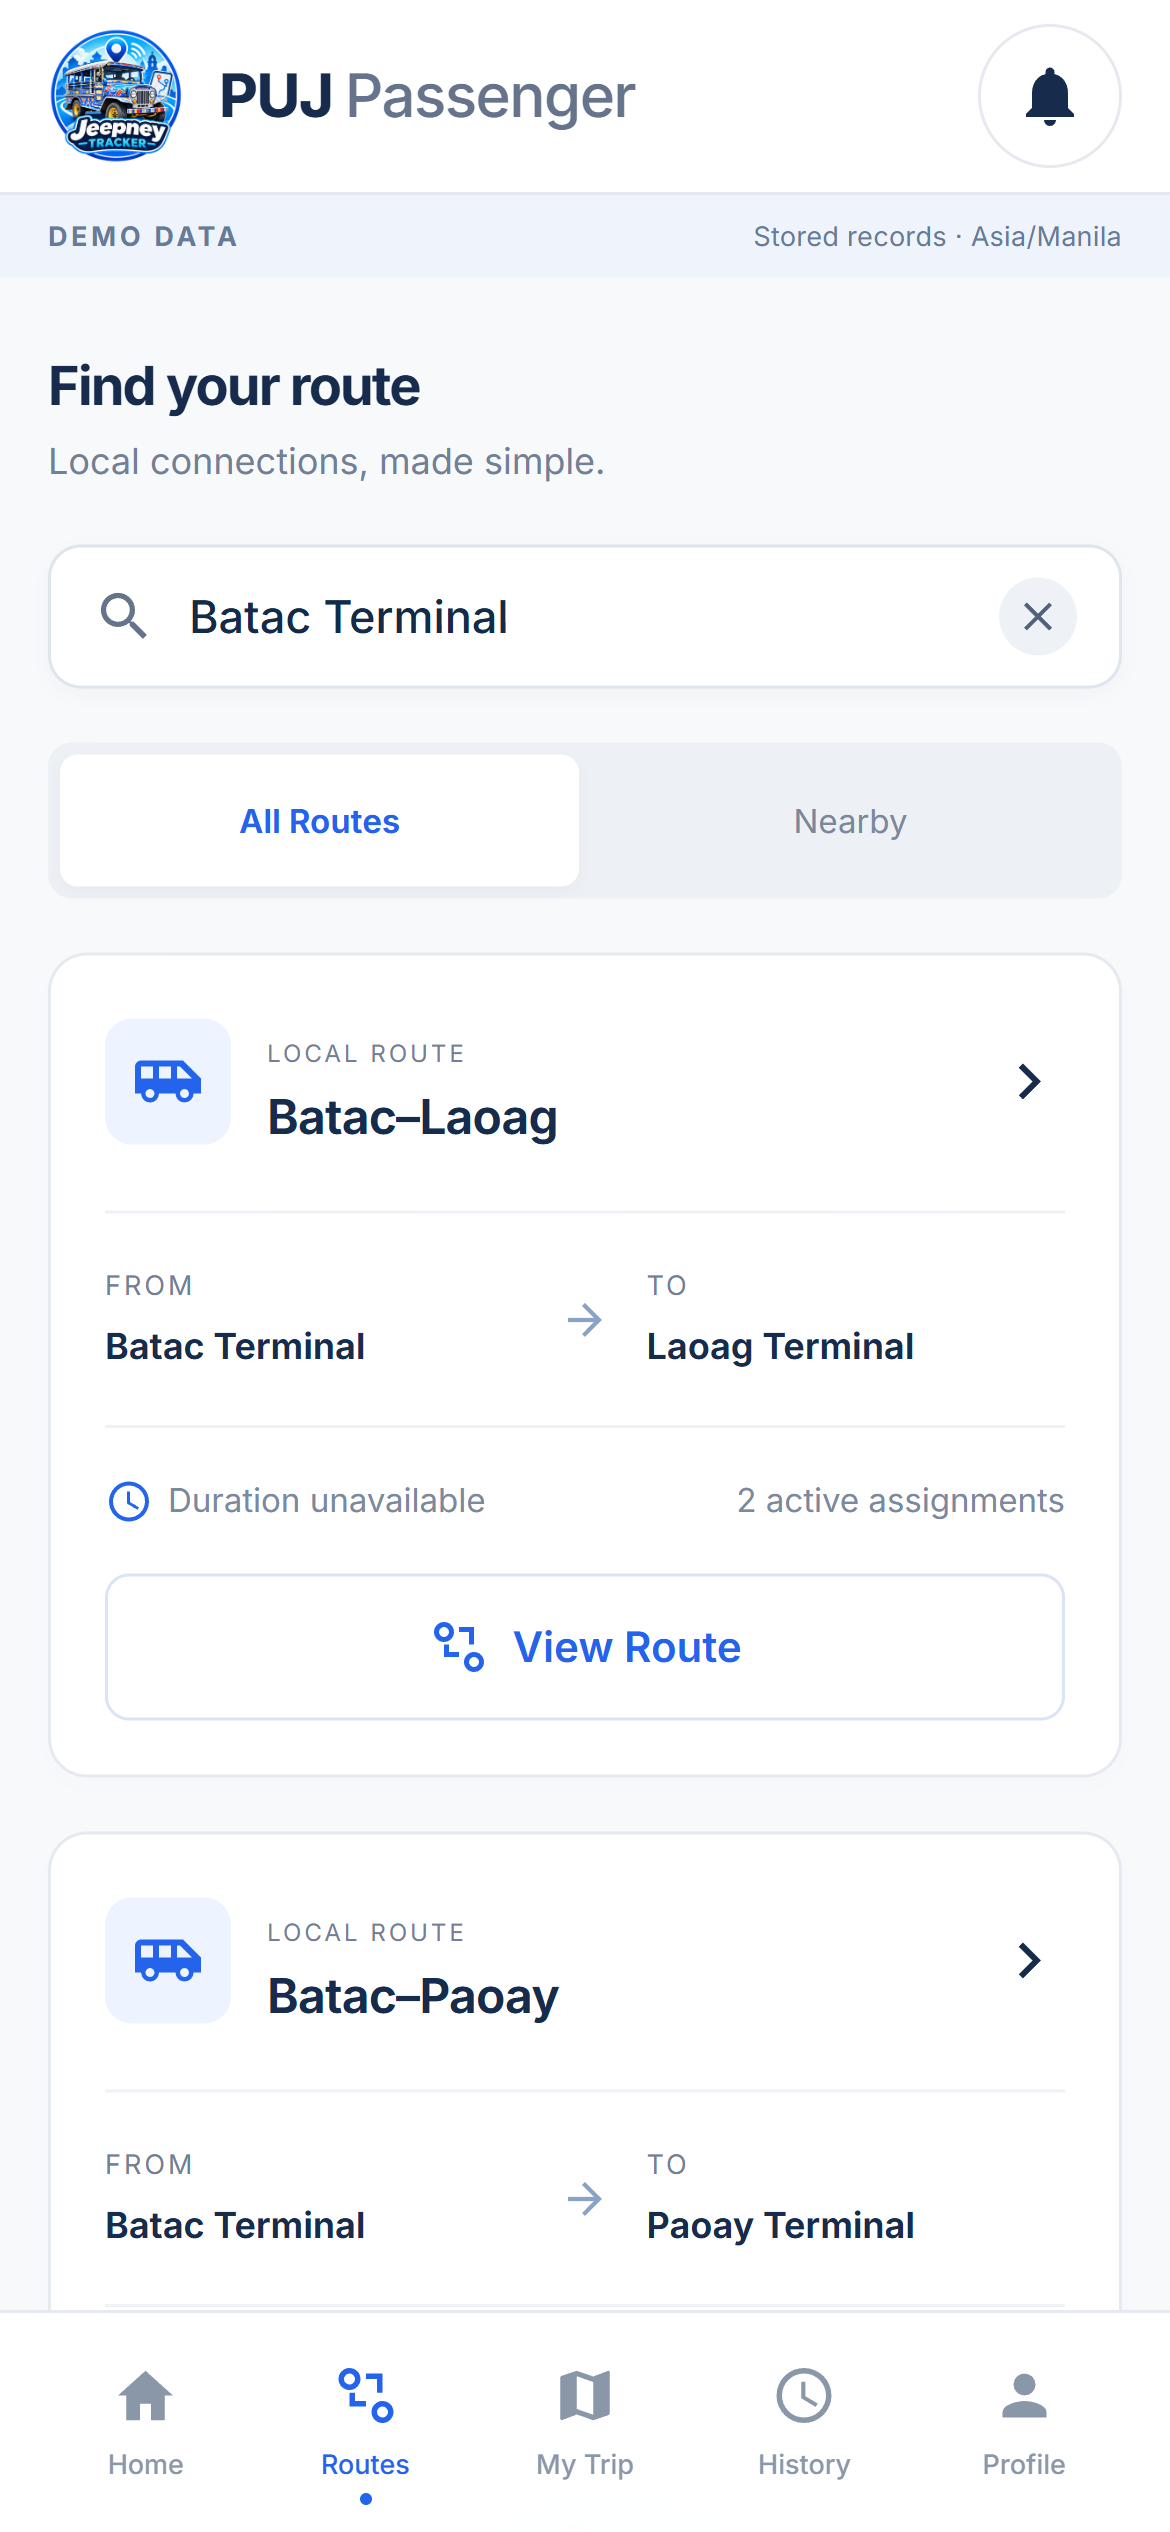 Jeepney
TRACKER
PUJ Passenger
DEMO DATA
Stored records · Asia/Manila
Find your route
Local connections, made simple.
Batac Terminal
All Routes
Nearby
LOCAL ROUTE
Batac–Laoag
FROM
TO
Batac Terminal
Laoag Terminal
Duration unavailable
2 active assignments
View Route
LOCAL ROUTE
Batac–Paoay
FROM
TO
Batac Terminal
Paoay Terminal
Home
Routes
My Trip
History
Profile